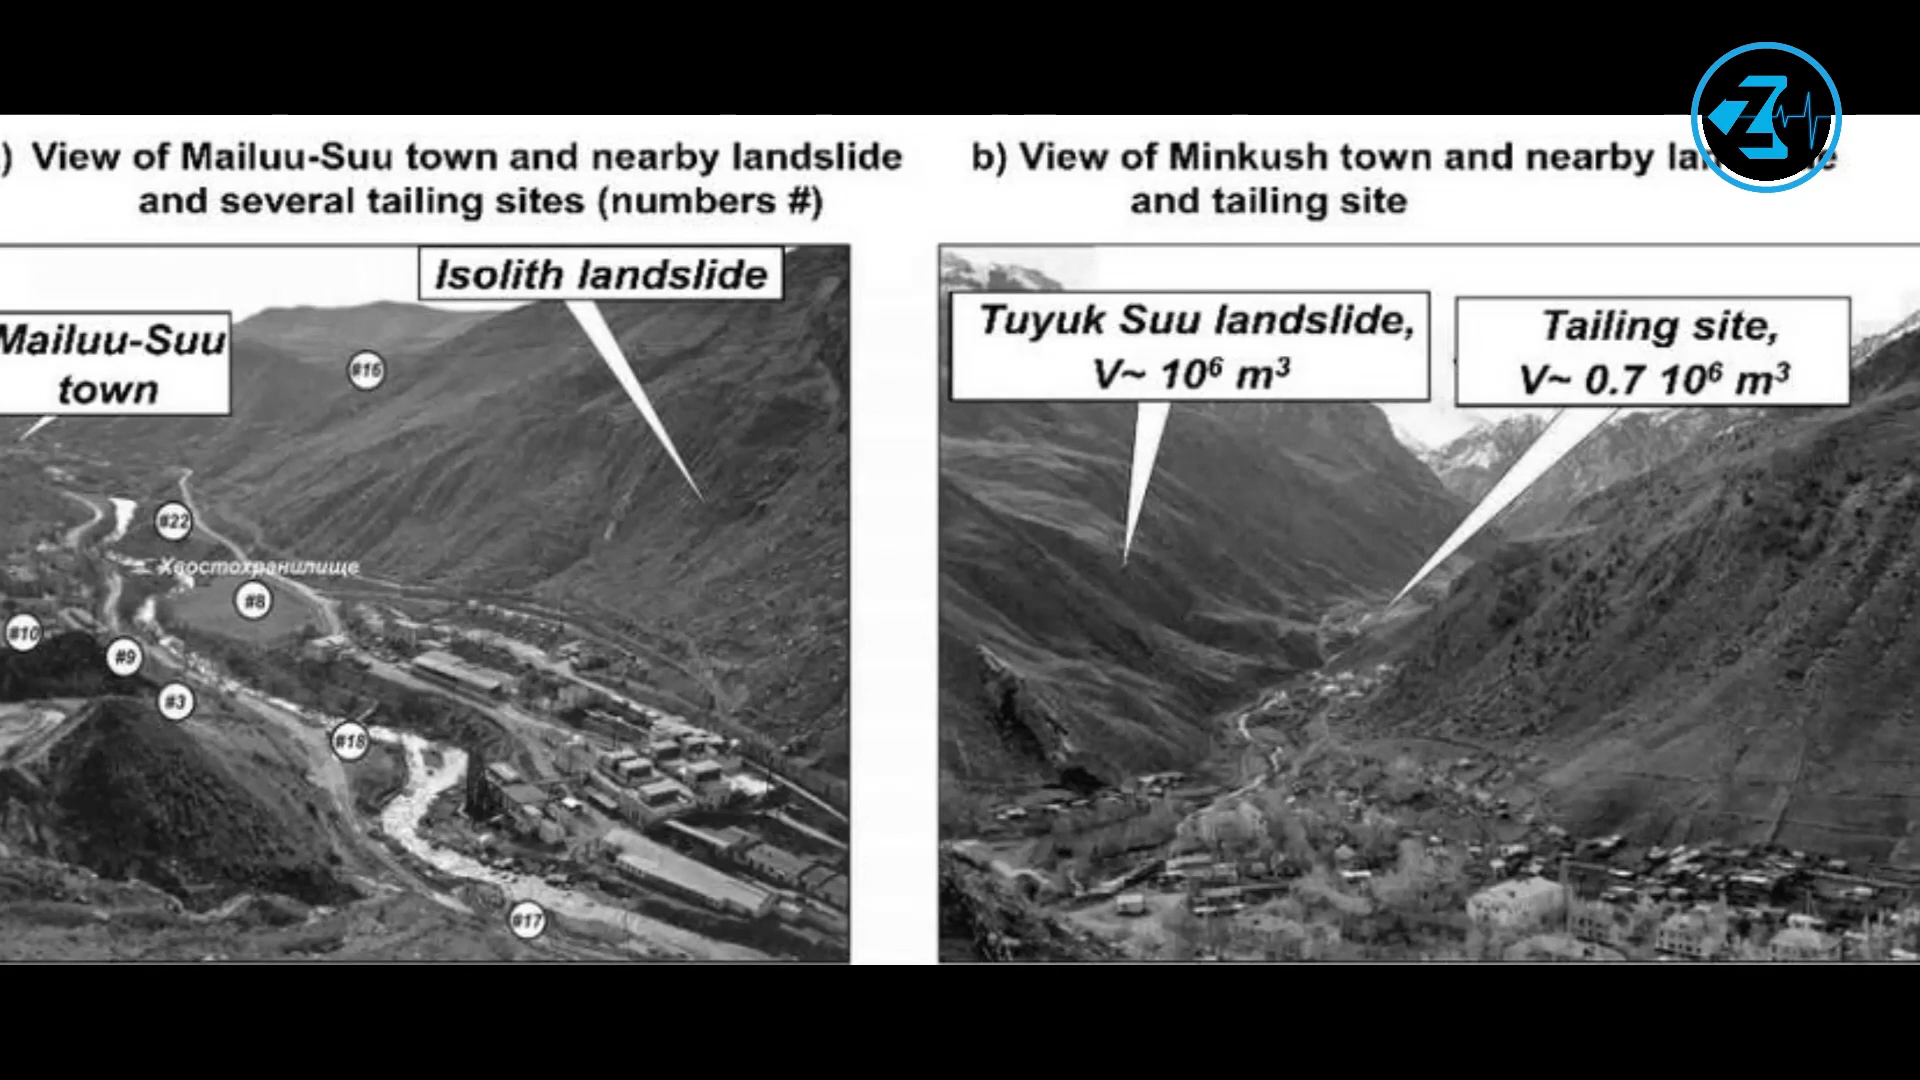 ) View of Mailuu-Suu town and nearby landslide
and several tailing sites (numbers #)
Isolith landslide
Mailuu-Suu
town
#16
#22
Хвостохранилище
#8
#10
#9
#3
#18
#17
b) View of Minkush town and nearby
and tailing site
Tuyuk Suu landslide,
V~ 10⁶ m³
Tailing site,
V~ 0.7 10⁶ m³